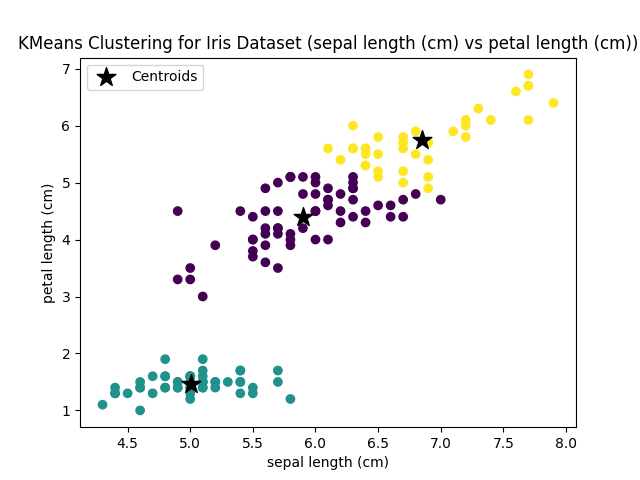 KMeans Clustering for Iris Dataset (sepal length (cm) vs petal length (cm))
Centroids
petal length (cm)
7
6
5
4
3
2
1
4.5 5.0 5.5 6.0 6.5 7.0 7.5 8.0
sepal length (cm)